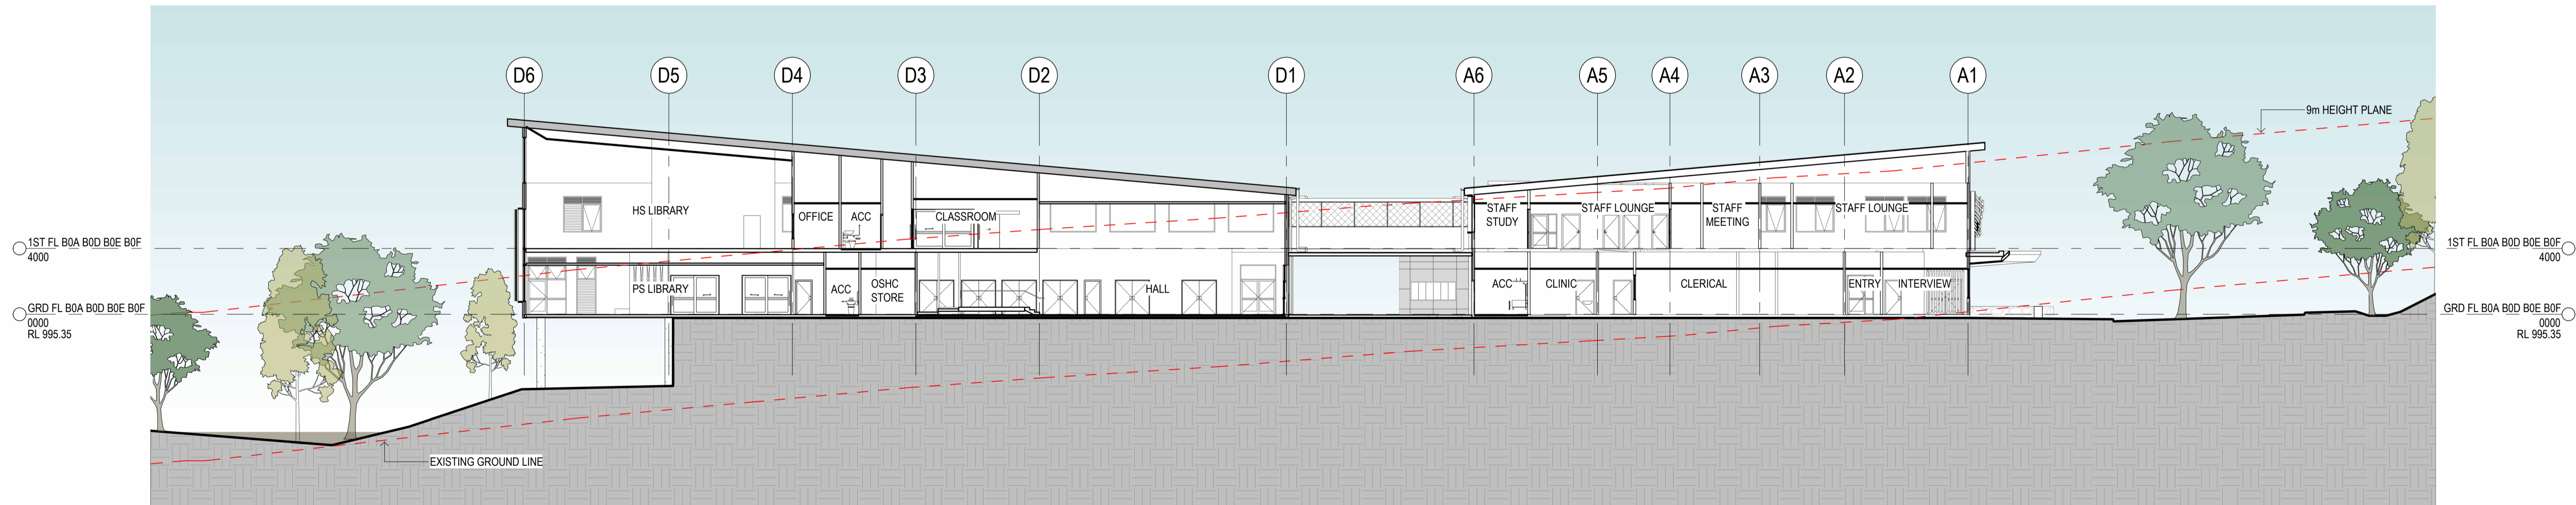 D6 D5 D4 D3 D2 D1 A6 A5 A4 A3 A2 A1
9m HEIGHT PLANE
HS LIBRARY
OFFICE
ACC
CLASSROOM
STAFF
STUDY
STAFF LOUNGE
STAFF
MEETING
STAFF LOUNGE
1ST FL B0A B0D B0E B0F
4000
1ST FL B0A B0D B0E B0F
4000
PS LIBRARY
ACC
OSHC
STORE
HALL
ACC
CLINIC
CLERICAL
ENTRY
INTERVIEW
GRD FL B0A B0D B0E B0F
0000
RL 995.35
GRD FL B0A B0D B0E B0F
0000
RL 995.35
EXISTING GROUND LINE